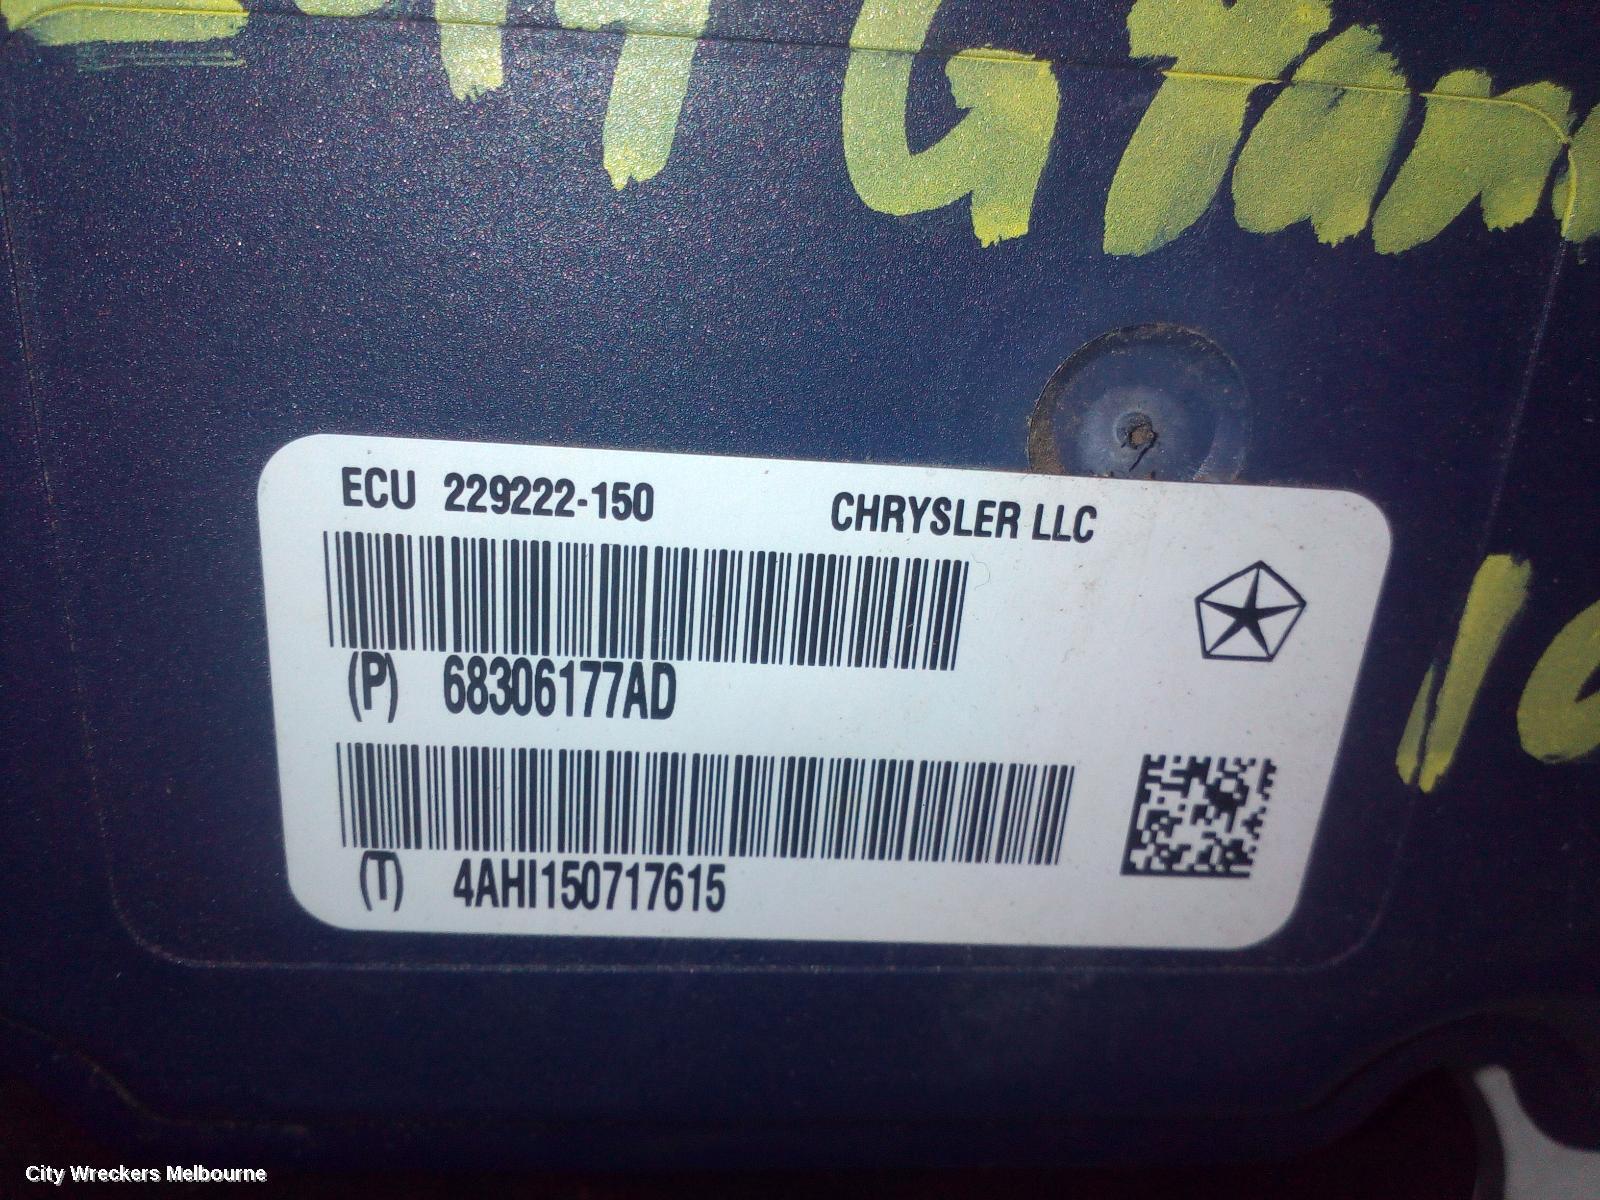 ECU 229222-150 CHRYSLER LLC
(P) 68306177AD
(T) 4AHI150717615
City Wreckers Melbourne